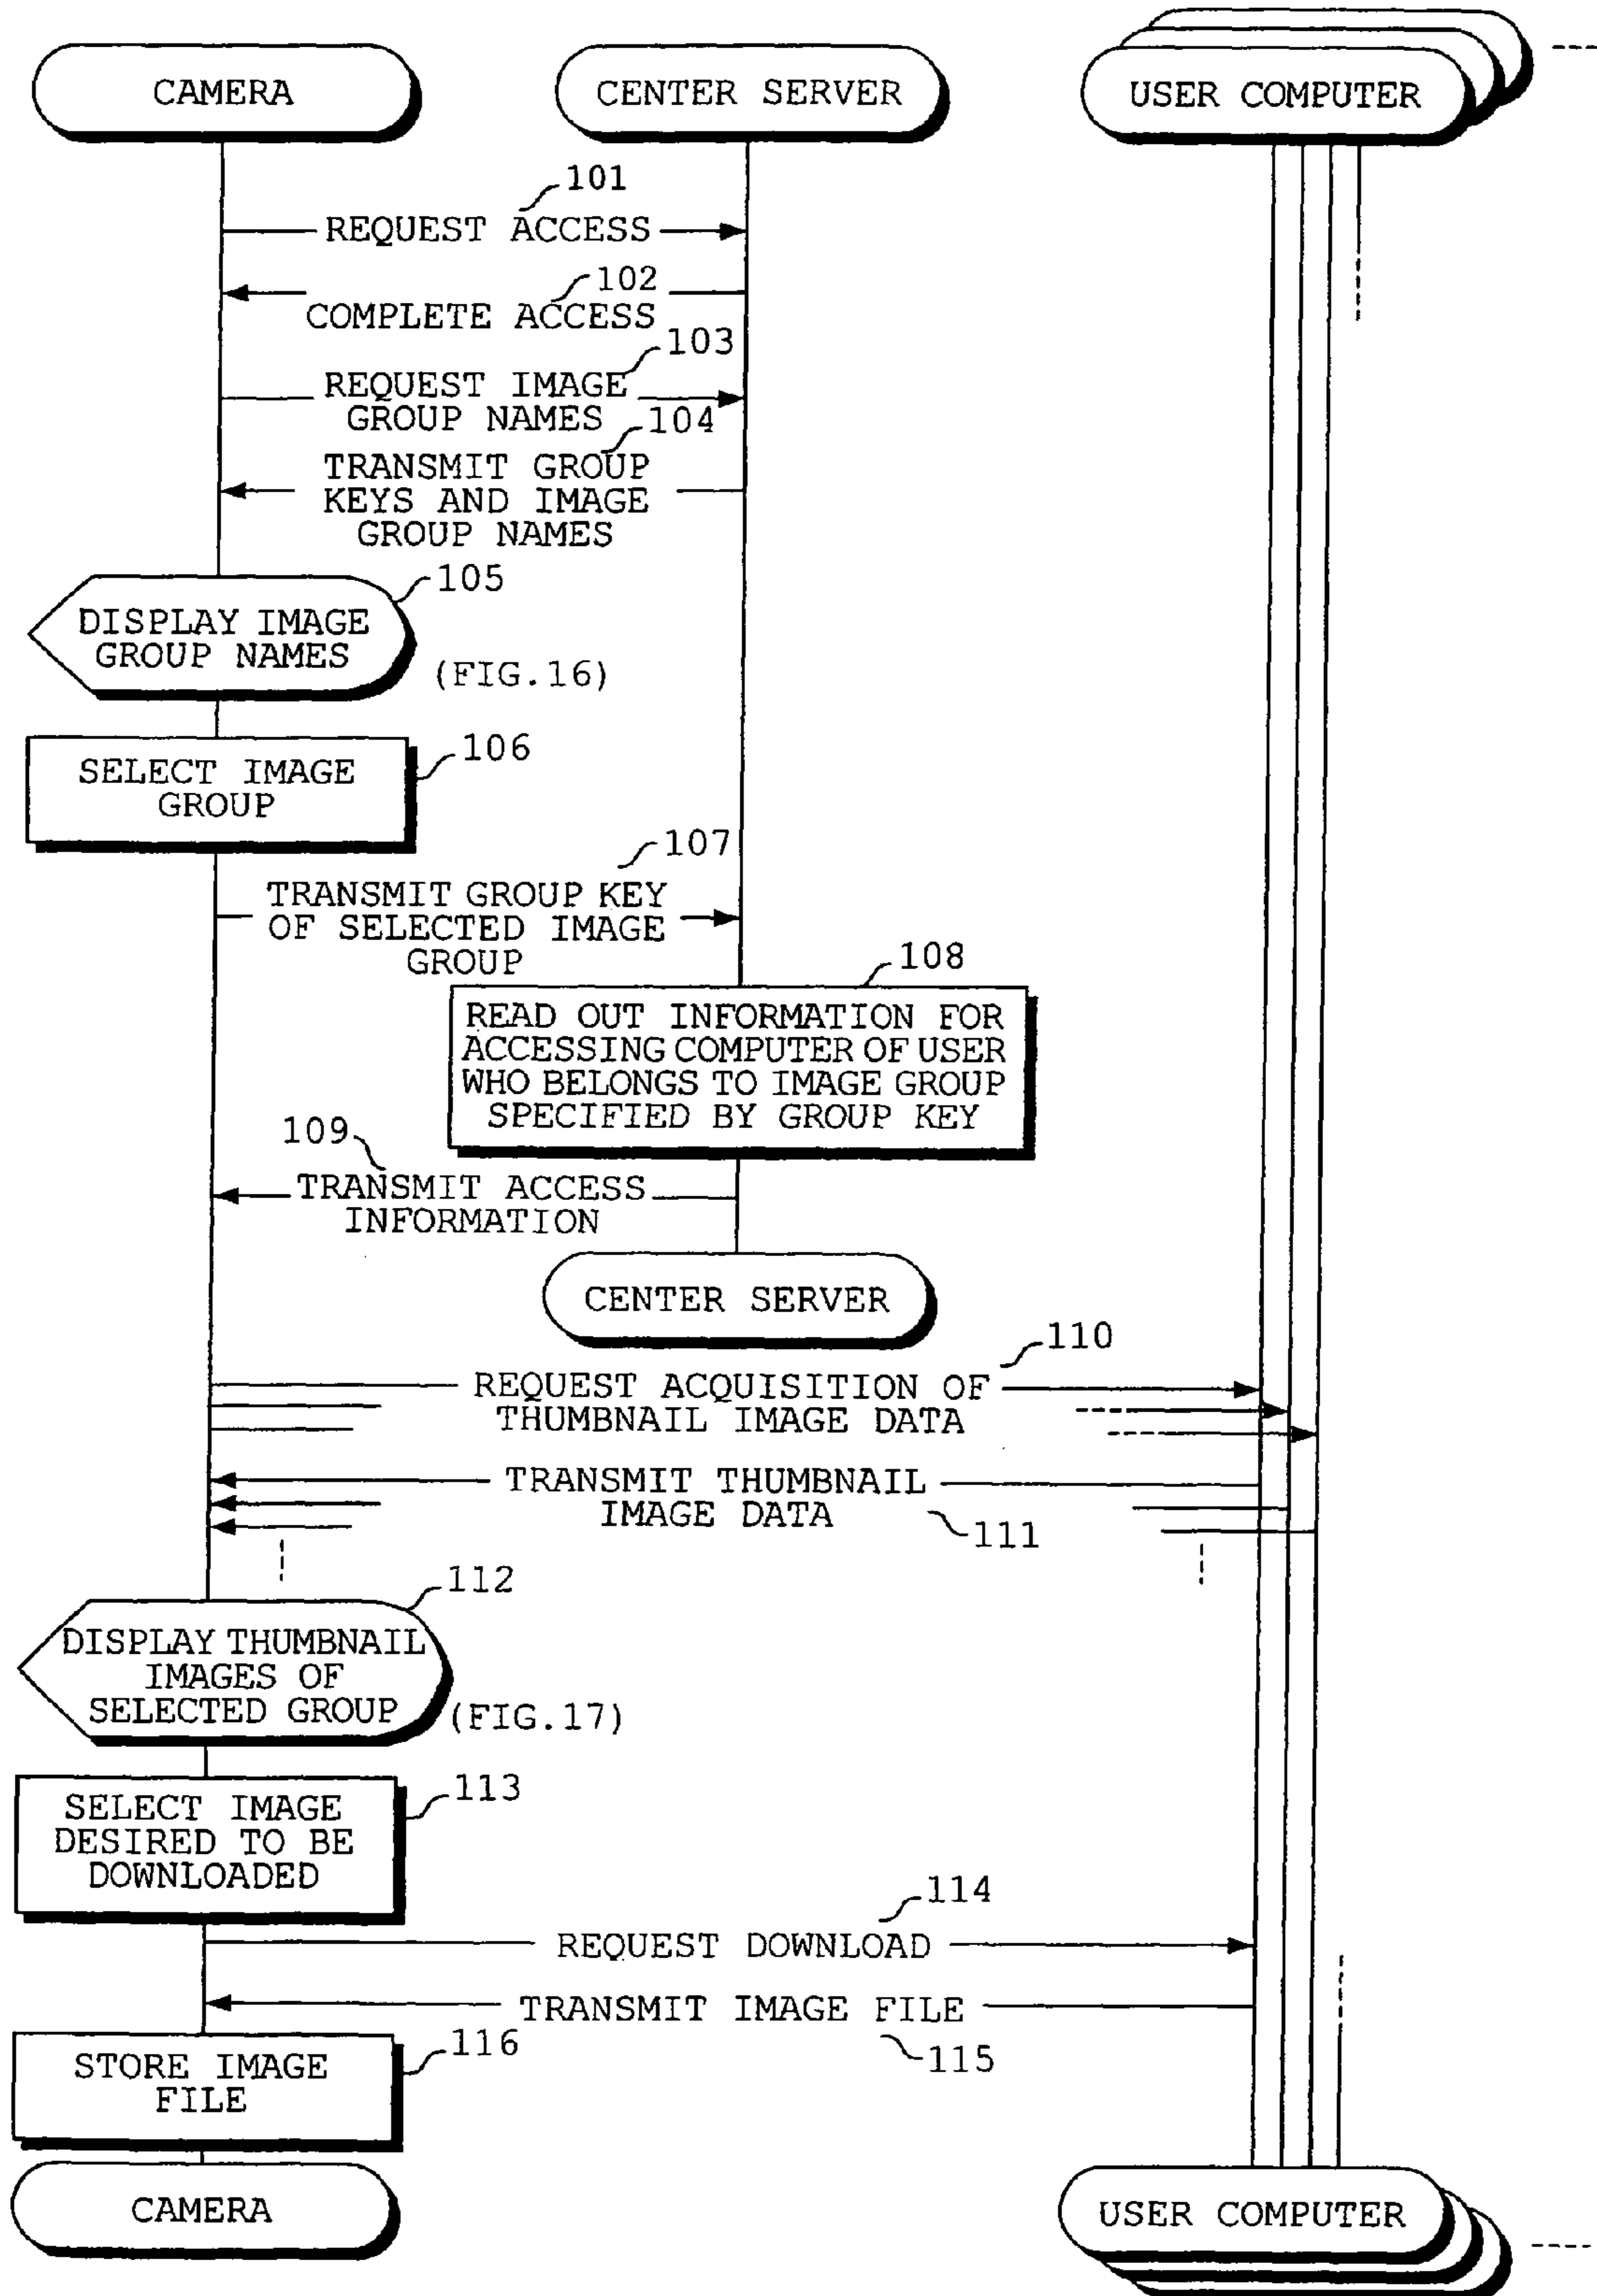 CAMERA
CENTER SERVER
USER COMPUTER
101
REQUEST ACCESS
102
COMPLETE ACCESS
103
REQUEST IMAGE
GROUP NAMES
104
TRANSMIT GROUP
KEYS AND IMAGE
GROUP NAMES
105
DISPLAY IMAGE
GROUP NAMES
(FIG.16)
106
SELECT IMAGE
GROUP
107
TRANSMIT GROUP KEY
OF SELECTED IMAGE
GROUP
108
READ OUT INFORMATION FOR
ACCESSING COMPUTER OF USER
WHO BELONGS TO IMAGE GROUP
SPECIFIED BY GROUP KEY
109
TRANSMIT ACCESS
INFORMATION
CENTER SERVER
110
REQUEST ACQUISITION OF
THUMBNAIL IMAGE DATA
TRANSMIT THUMBNAIL
IMAGE DATA
111
112
DISPLAY THUMBNAIL
IMAGES OF
SELECTED GROUP
(FIG.17)
113
SELECT IMAGE
DESIRED TO BE
DOWNLOADED
114
REQUEST DOWNLOAD
TRANSMIT IMAGE FILE
115
116
STORE IMAGE
FILE
CAMERA
USER COMPUTER